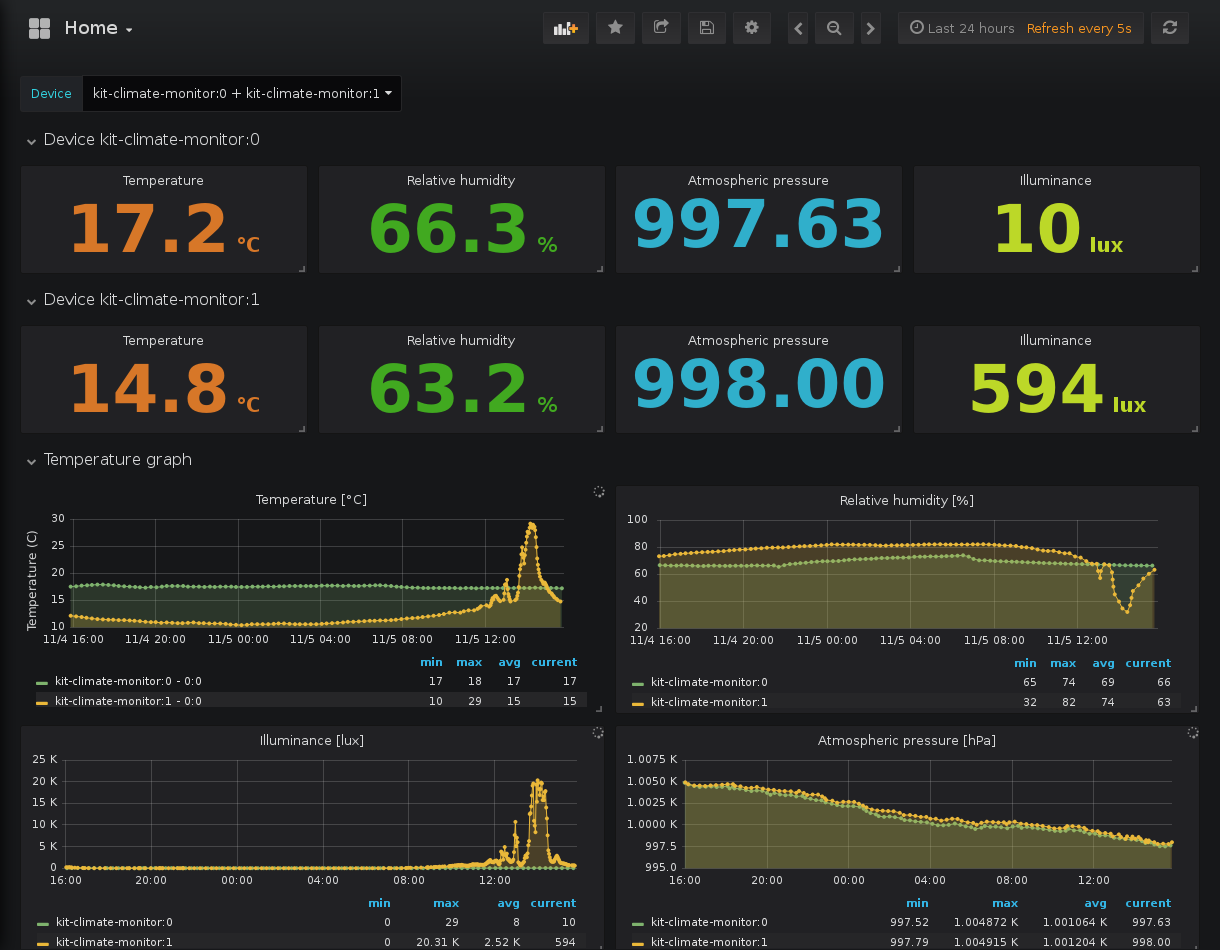 Home
Last 24 hours Refresh every 5s
Device kit-climate-monitor:0 + kit-climate-monitor:1
Device kit-climate-monitor:0
Temperature Relative humidity Atmospheric pressure Illuminance
17.2 °C 66.3 % 997.63 10 lux
Device kit-climate-monitor:1
Temperature Relative humidity Atmospheric pressure Illuminance
14.8 °C 63.2 % 998.00 594 lux
Temperature graph
Temperature [°C]
Temperature (C)
30
25
20
15
10
11/4 16:00 11/4 20:00 11/5 00:00 11/5 04:00 11/5 08:00 11/5 12:00
min max avg current
kit-climate-monitor:0 - 0:0 17 18 17 17
kit-climate-monitor:1 - 0:0 10 29 15 15
Relative humidity [%]
100
80
60
40
20
11/4 16:00 11/4 20:00 11/5 00:00 11/5 04:00 11/5 08:00 11/5 12:00
min max avg current
kit-climate-monitor:0 65 74 69 66
kit-climate-monitor:1 32 82 74 63
Illuminance [lux]
25 K
20 K
15 K
10 K
5 K
0
16:00 20:00 00:00 04:00 08:00 12:00
min max avg current
kit-climate-monitor:0 0 29 8 10
kit-climate-monitor:1 0 20.31 K 2.52 K 594
Atmospheric pressure [hPa]
1.0075 K
1.0050 K
1.0025 K
1.0000 K
997.5
995.0
16:00 20:00 00:00 04:00 08:00 12:00
min max avg current
kit-climate-monitor:0 997.52 1.004872 K 1.001064 K 997.63
kit-climate-monitor:1 997.79 1.004915 K 1.001204 K 998.00